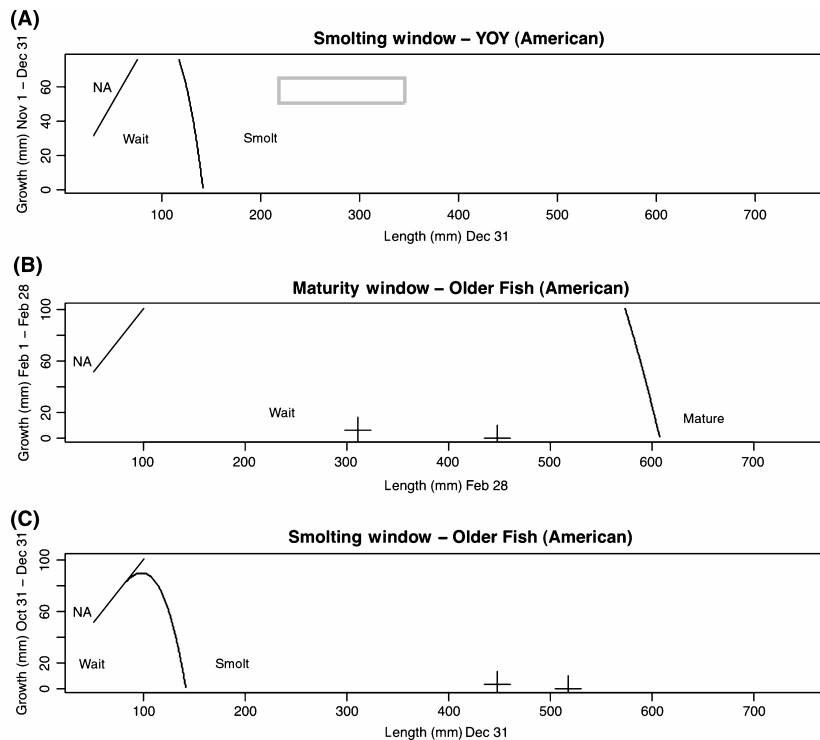 (A)
Smolting window – YOY (American)
Growth (mm) Nov 1 – Dec 31
0 20 40 60
NA
Wait
Smolt
100 200 300 400 500 600 700
Length (mm) Dec 31
(B)
Maturity window – Older Fish (American)
Growth (mm) Feb 1 – Feb 28
0 20 60 100
NA
Wait
Mature
100 200 300 400 500 600 700
Length (mm) Feb 28
(C)
Smolting window – Older Fish (American)
Growth (mm) Oct 31 – Dec 31
0 20 60 100
NA
Wait
Smolt
100 200 300 400 500 600 700
Length (mm) Dec 31